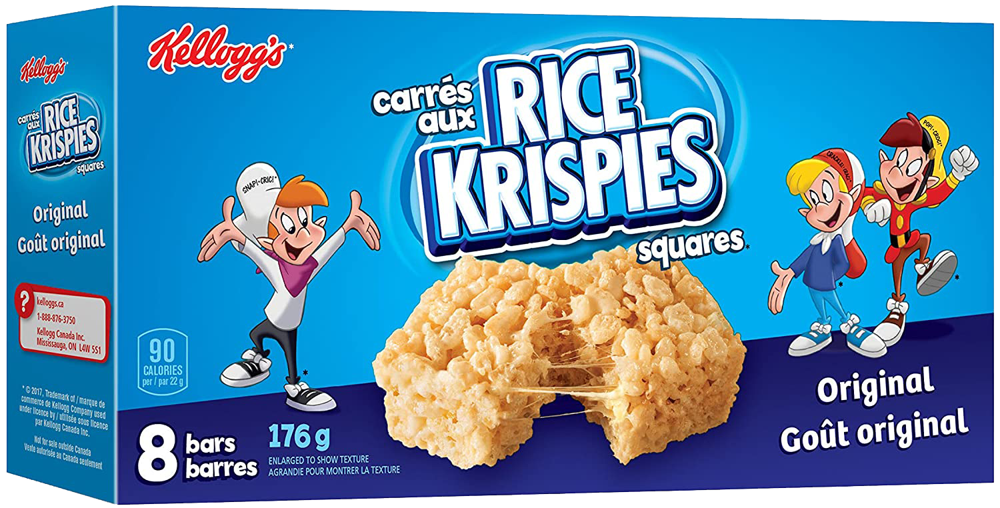 Kellogg's*
carrés
aux
RICE
KRISPIES
squares
Original
Goût original
?
kelloggs.ca
1-888-876-3750
Kellogg Canada Inc.
Mississauga, ON L4W 5S1
* © 2017, Trademark of / marque de
commerce de Kellogg Company used
under licence by / utilisée sous licence
par Kellogg Canada Inc.
Not for sale outside Canada
Vente autorisée au Canada seulement
Kellogg's*
carrés
aux
RICE
KRISPIES
squares*
SNAP!•CRIC!*
CRACKLE!•CRAC!*
POP!•CROC!*
*
*
*
90
CALORIES
per / par 22 g
8 bars
barres
176 g
ENLARGED TO SHOW TEXTURE
AGRANDIE POUR MONTRER LA TEXTURE
Original
Goût original